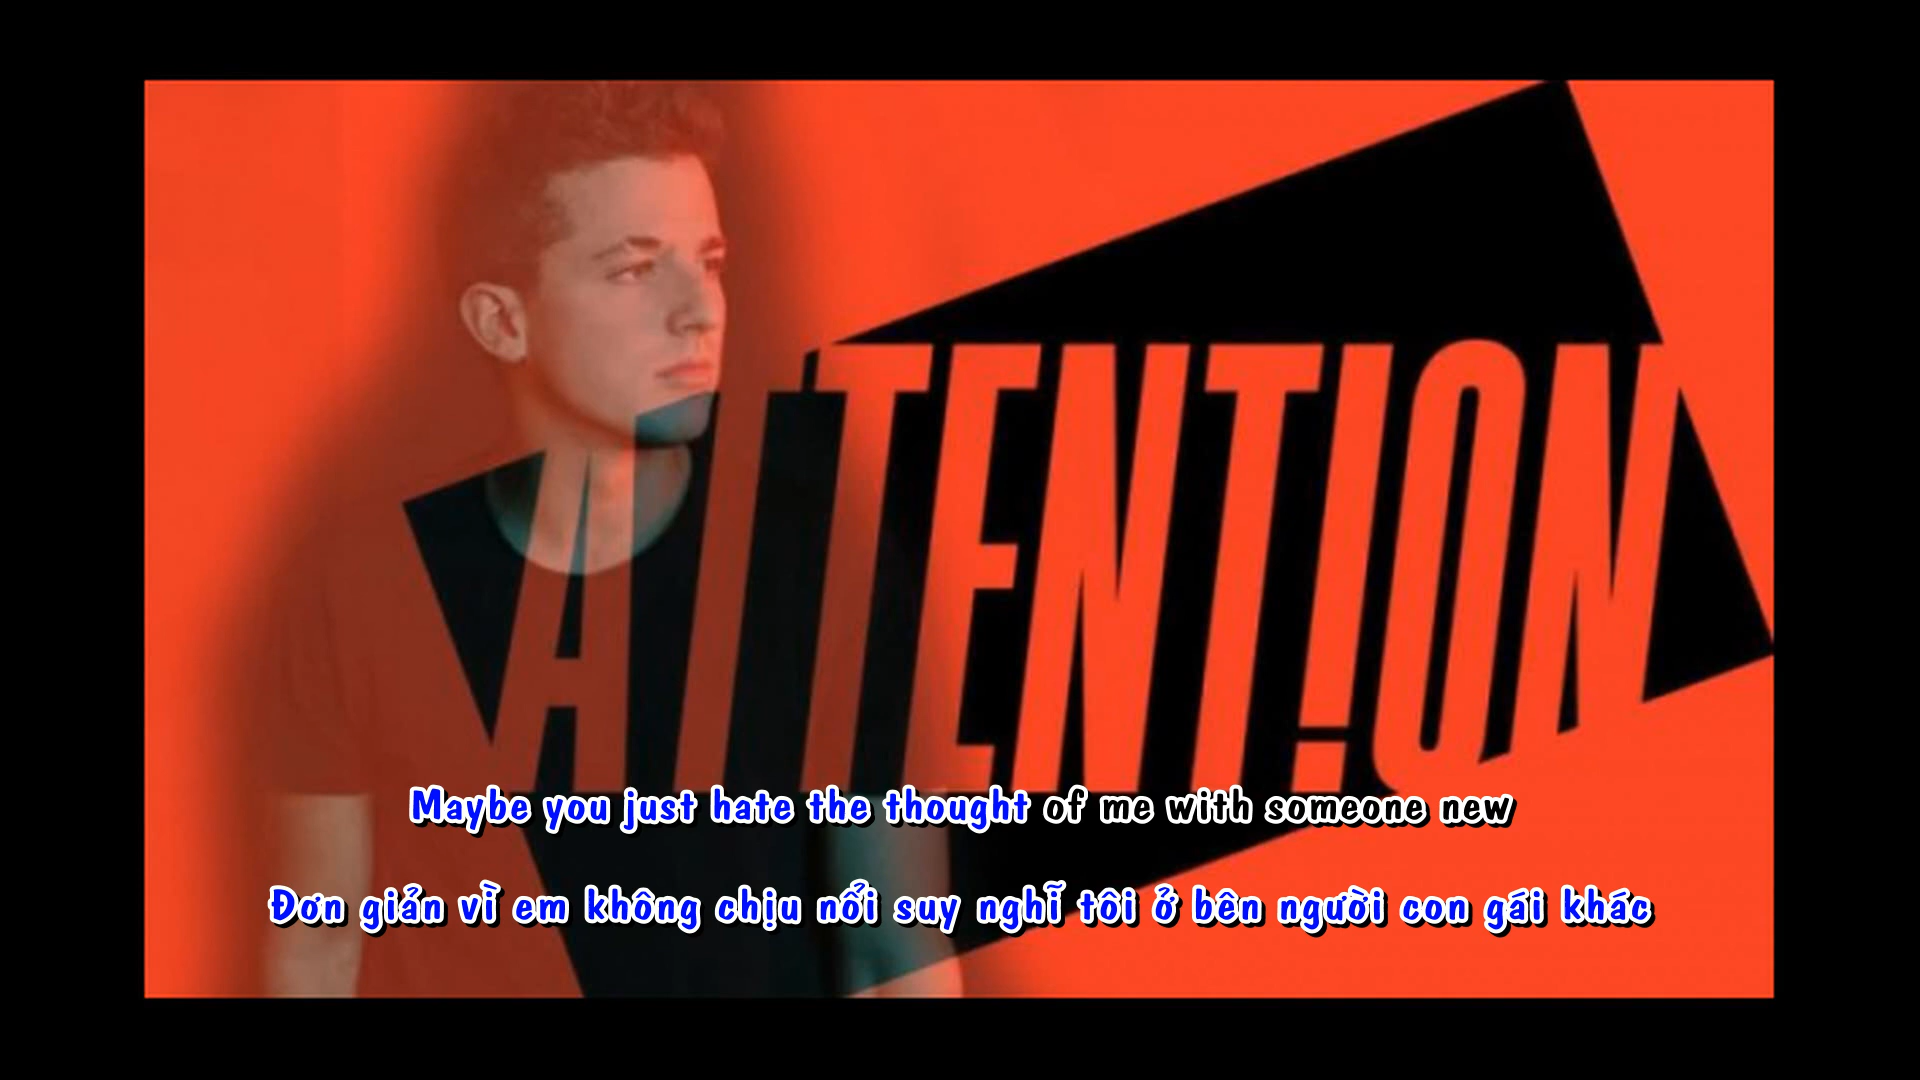 ATTENTION
Maybe you just hate the thought of me with someone new
Đơn giản vì em không chịu nổi suy nghĩ tôi ở bên người con gái khác